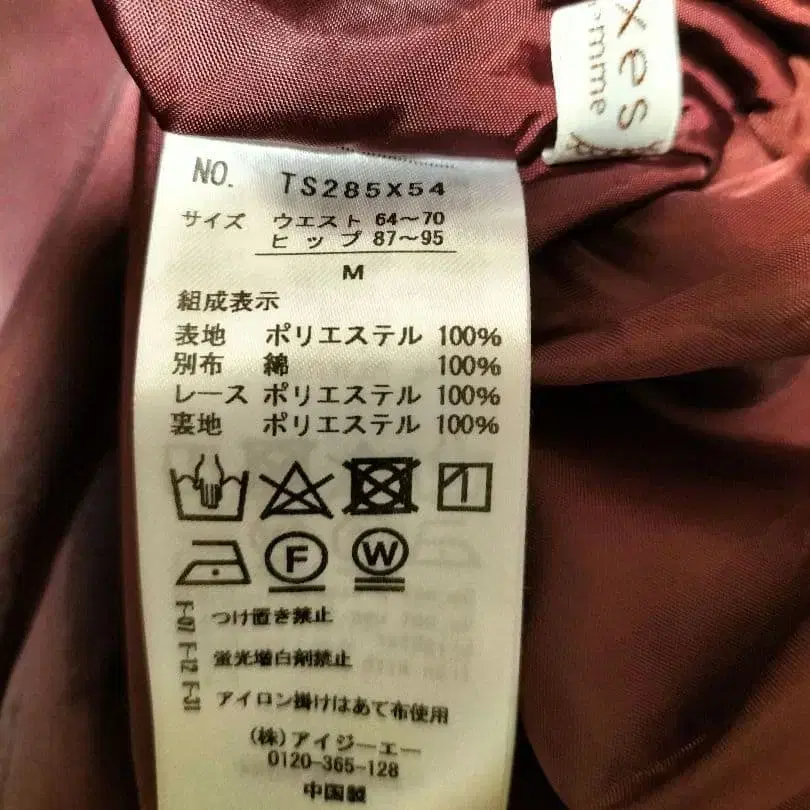 xes
femme
NO. TS285X54
サイズ ウエスト 64〜70
ヒップ 87〜95
M
組成表示
表地 ポリエステル 100%
別布 綿 100%
レース ポリエステル 100%
裏地 ポリエステル 100%
F W
つけ置き禁止
蛍光増白剤禁止
アイロン掛けはあて布使用
(株)アイジーエー
0120-365-128
中国製